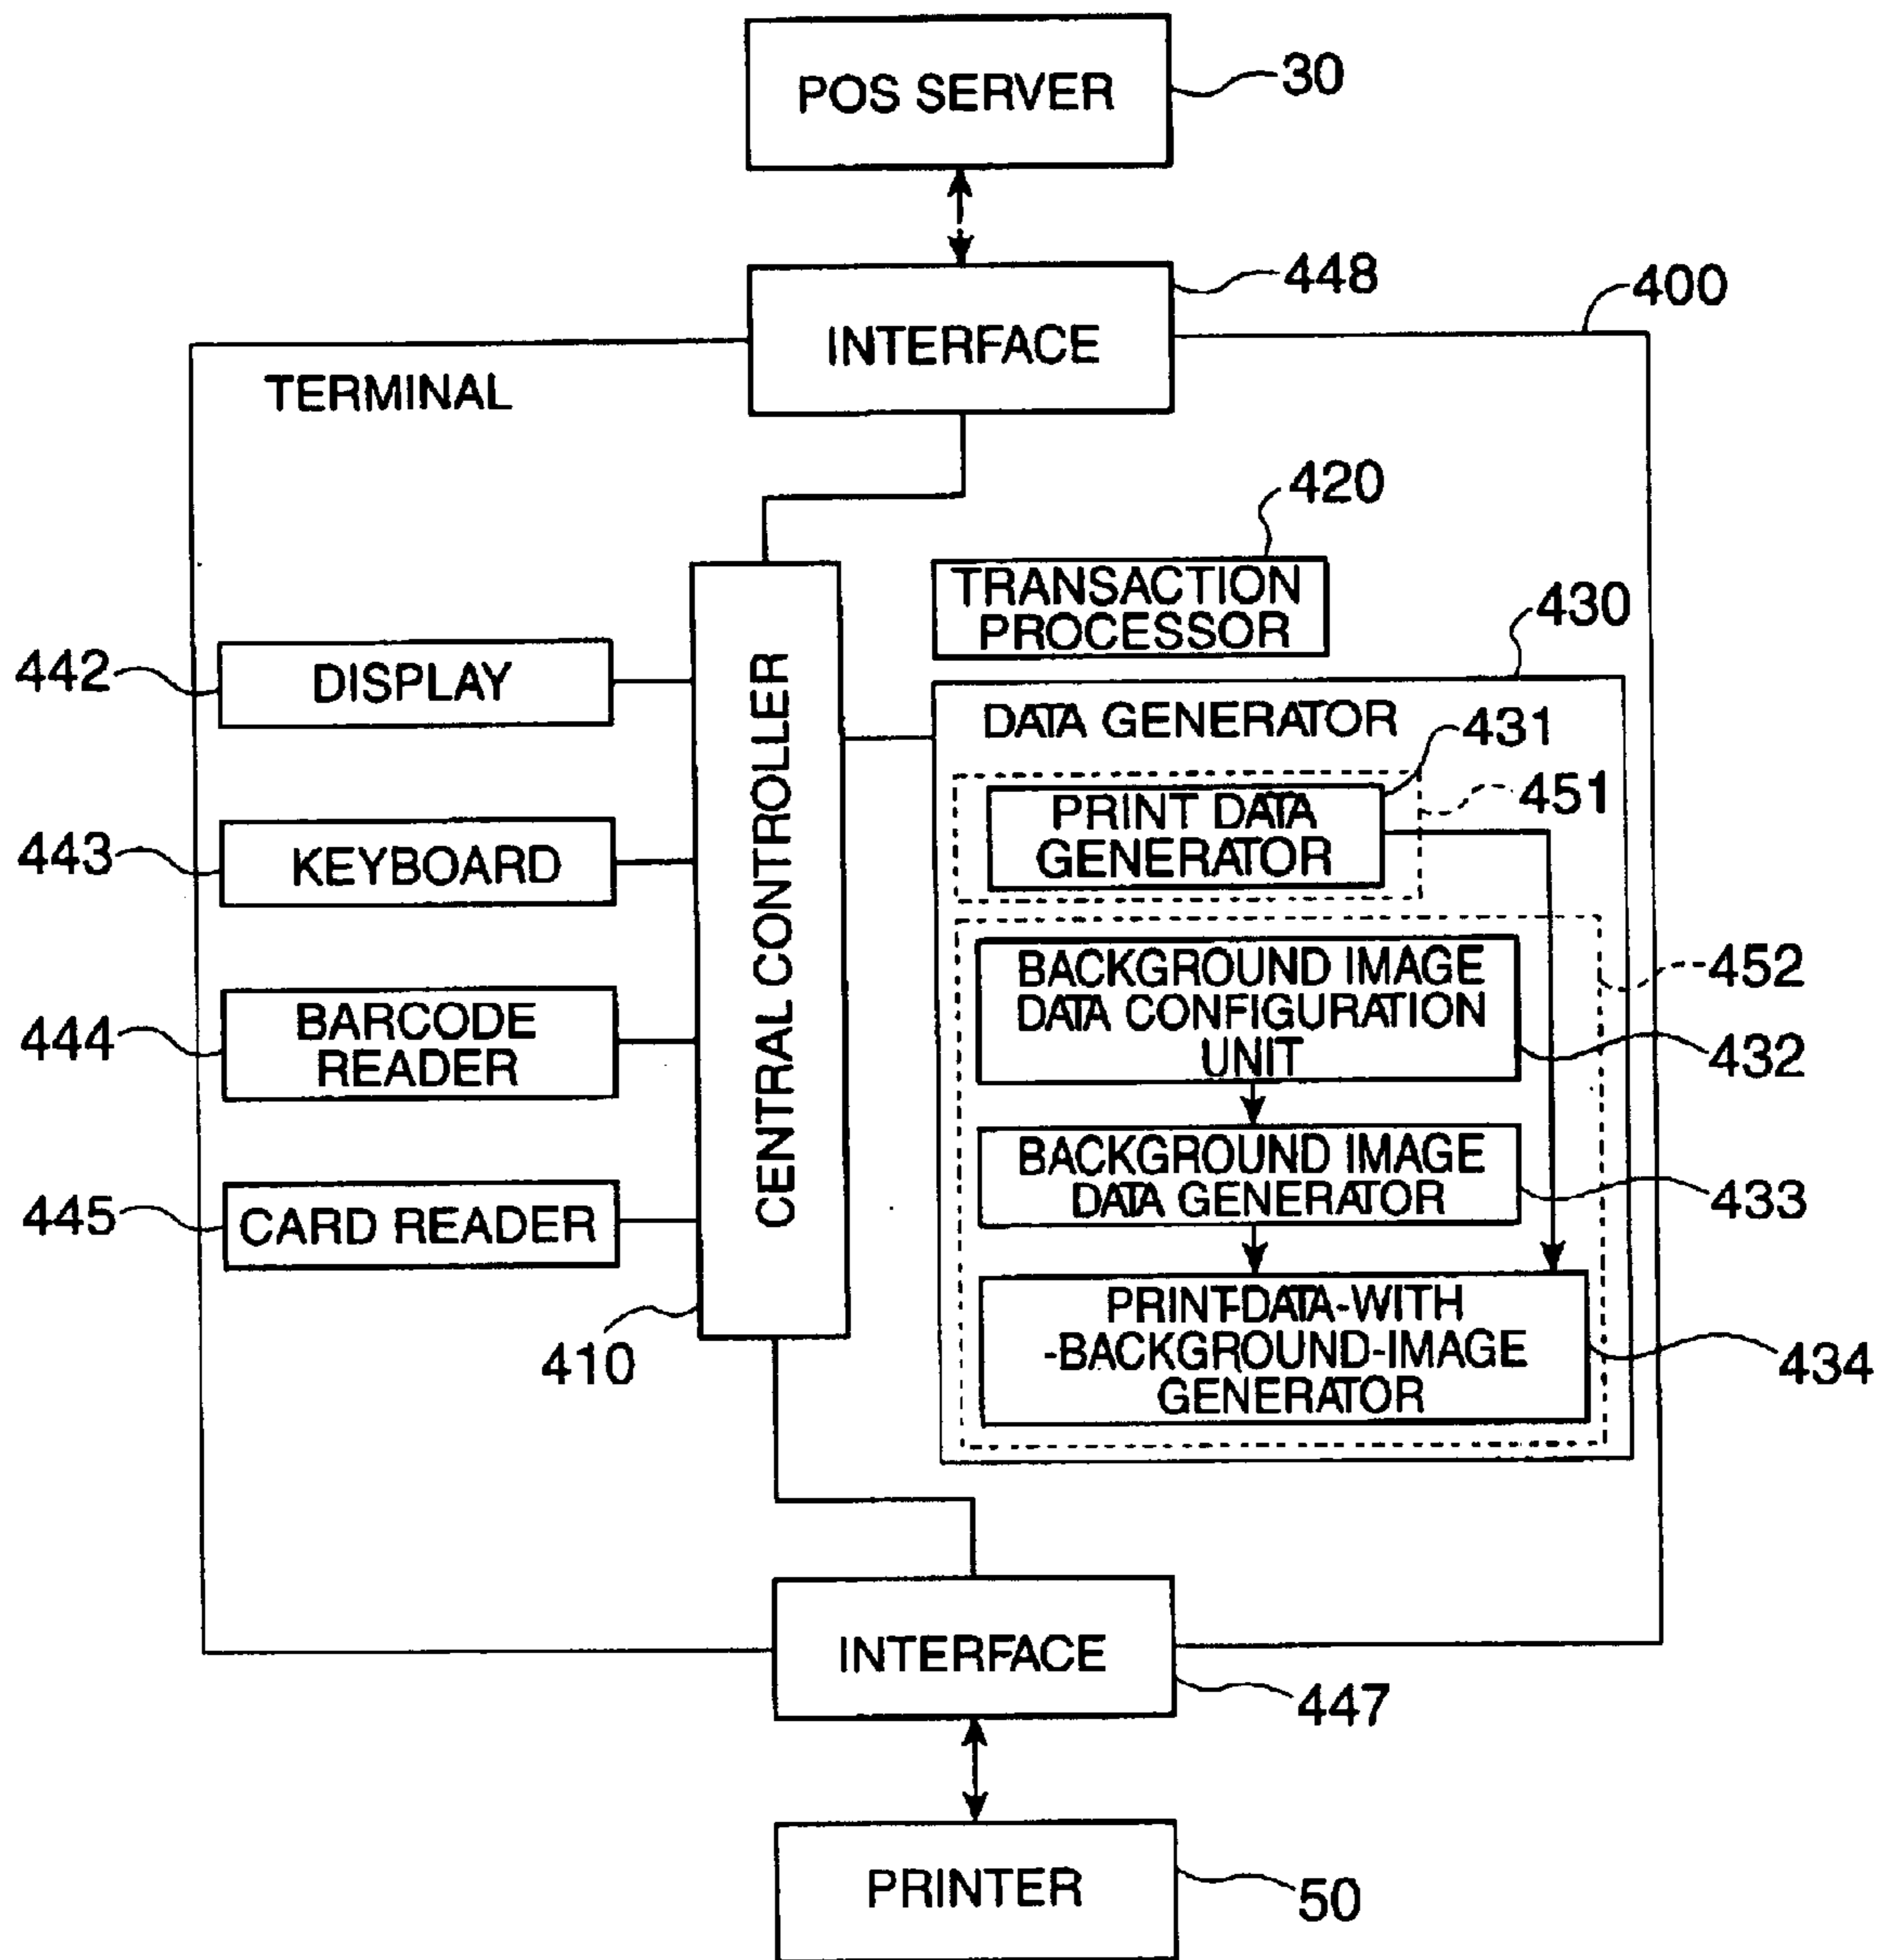 POS SERVER
30
448
400
INTERFACE
TERMINAL
420
TRANSACTION
PROCESSOR
430
442
DISPLAY
CENTRAL CONTROLLER
DATA GENERATOR
431
451
PRINT DATA
GENERATOR
443
KEYBOARD
BACKGROUND IMAGE
DATA CONFIGURATION
UNIT
452
432
444
BARCODE
READER
BACKGROUND IMAGE
DATA GENERATOR
433
445
CARD READER
PRINT-DATA-WITH
-BACKGROUND-IMAGE
GENERATOR
434
410
INTERFACE
447
PRINTER
50